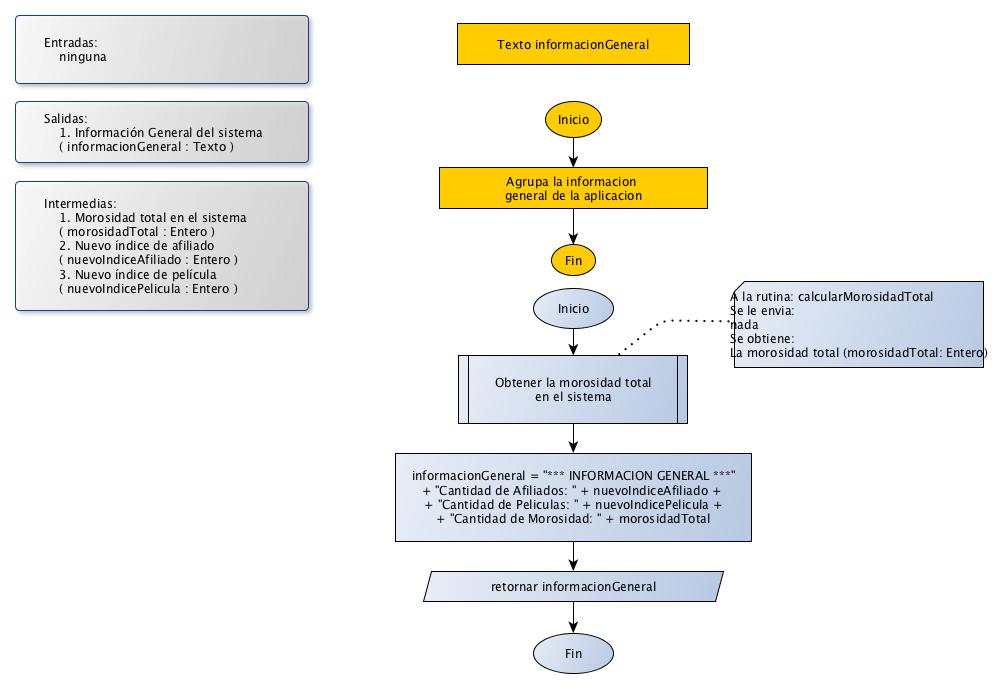 Entradas:
ninguna
Salidas:
1. Información General del sistema
( informacionGeneral : Texto )
Intermedias:
1. Morosidad total en el sistema
( morosidadTotal : Entero )
2. Nuevo índice de afiliado
( nuevoIndiceAfiliado : Entero )
3. Nuevo índice de película
( nuevoIndicePelicula : Entero )
Texto informacionGeneral
Inicio
Agrupa la informacion
general de la aplicacion
Fin
Inicio
A la rutina: calcularMorosidadTotal
Se le envia:
nada
Se obtiene:
La morosidad total (morosidadTotal: Entero)
Obtener la morosidad total
en el sistema
informacionGeneral = "*** INFORMACION GENERAL ***"
+ "Cantidad de Afiliados: " + nuevoIndiceAfiliado +
+ "Cantidad de Peliculas: " + nuevoIndicePelicula +
+ "Cantidad de Morosidad: " + morosidadTotal
retornar informacionGeneral
Fin